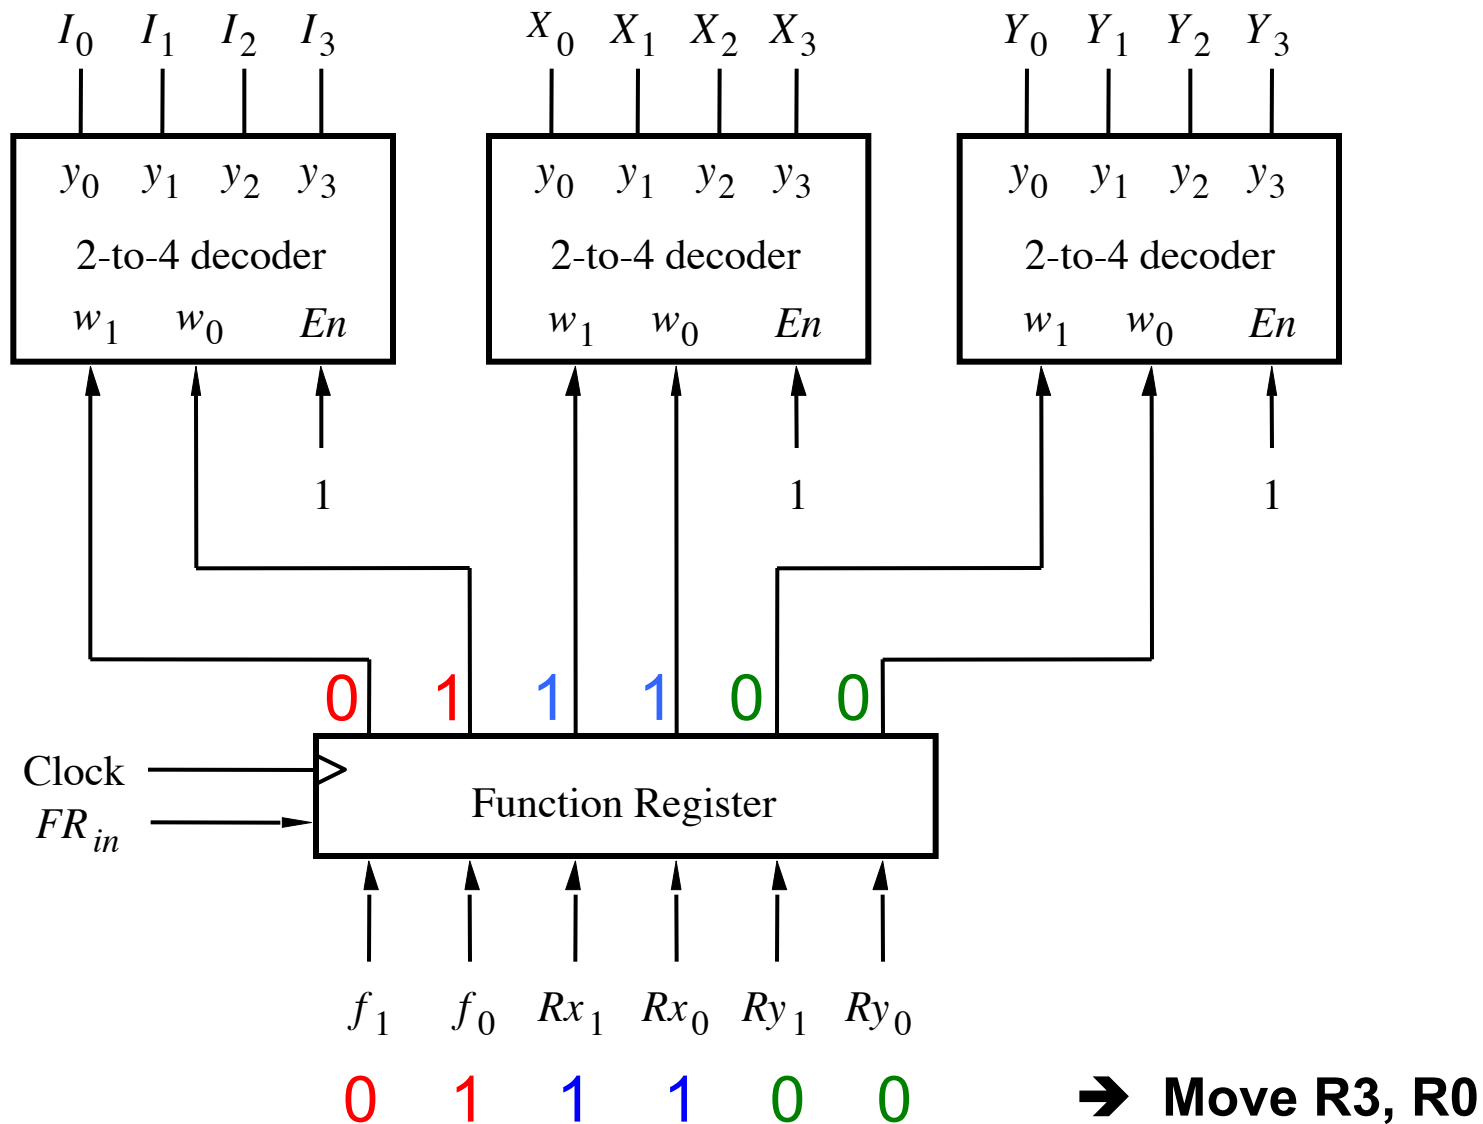 I0 I1 I2 I3 X0 X1 X2 X3 Y0 Y1 Y2 Y3
y0 y1 y2 y3 y0 y1 y2 y3 y0 y1 y2 y3
2-to-4 decoder 2-to-4 decoder 2-to-4 decoder
w1 w0 En w1 w0 En w1 w0 En
1 1 1
0 1 1 1 0 0
Clock
Function Register
FRin
f1 f0 Rx1 Rx0 Ry1 Ry0
0 1 1 1 0 0 ➔ Move R3, R0